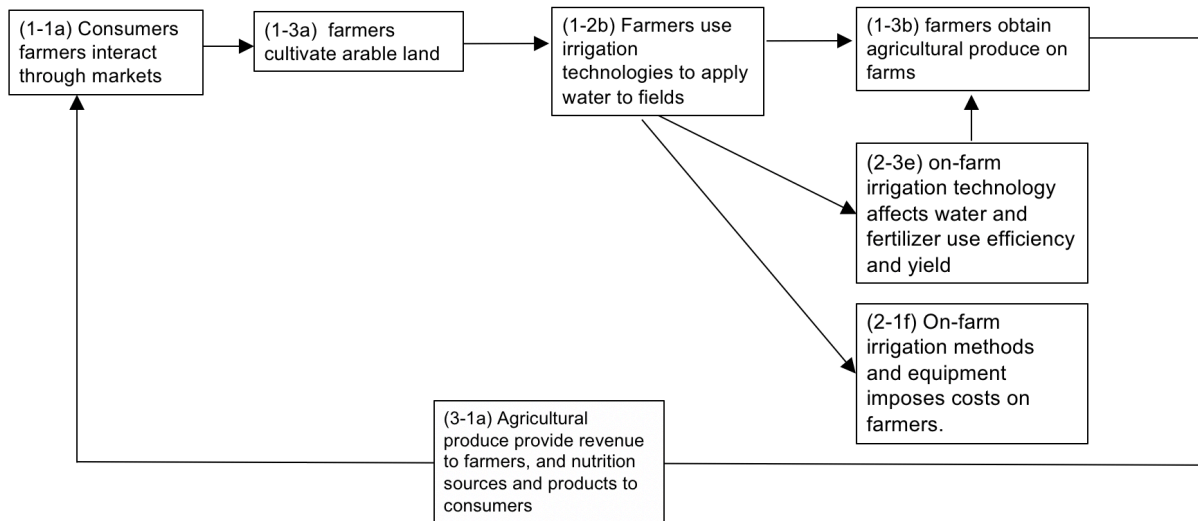 (1-1a) Consumers
farmers interact
through markets
(1-3a)  farmers
cultivate arable land
(1-2b) Farmers use
irrigation
technologies to apply
water to fields
(1-3b) farmers obtain
agricultural produce on
farms
(2-3e) on-farm
irrigation technology
affects water and
fertilizer use efficiency
and yield
(2-1f) On-farm
irrigation methods
and equipment
imposes costs on
farmers.
(3-1a) Agricultural
produce provide revenue
to farmers, and nutrition
sources and products to
consumers